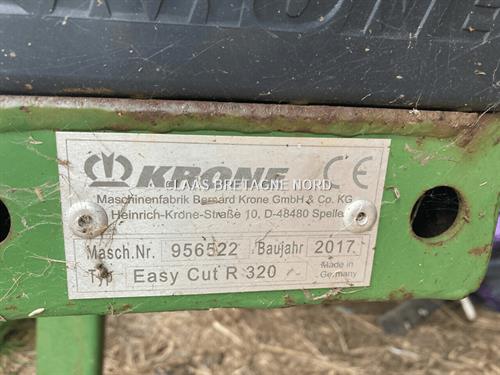 KRONE
KRONE
CLAAS BRETAGNE NORD
CE
Maschinenfabrik Bernard Krone GmbH & Co. KG
Heinrich-Krone-Straße 10, D-48480 Spelle
Masch.Nr. 956522 Baujahr 2017
Typ Easy Cut R 320 Made in
Germany